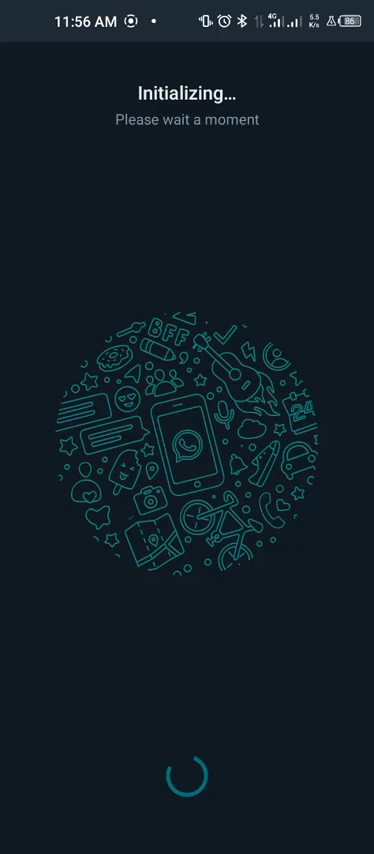 11:56 AM 4G 5.5 K/s 86
Initializing…
Please wait a moment
BFF
24